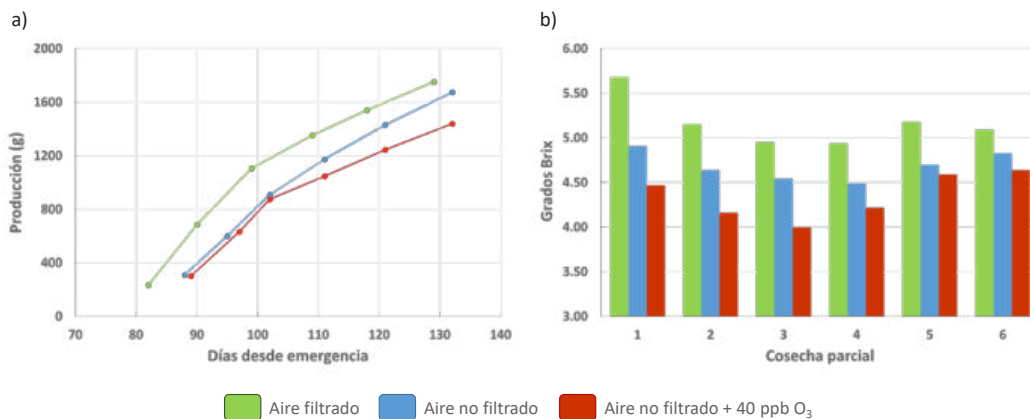 a)
Producción (g)
2000
1600
1200
800
400
0
70 80 90 100 110 120 130 140
Días desde emergencia
b)
Grados Brix
6.00
5.50
5.00
4.50
4.00
3.50
3.00
1 2 3 4 5 6
Cosecha parcial
Aire filtrado Aire no filtrado Aire no filtrado + 40 ppb O₃